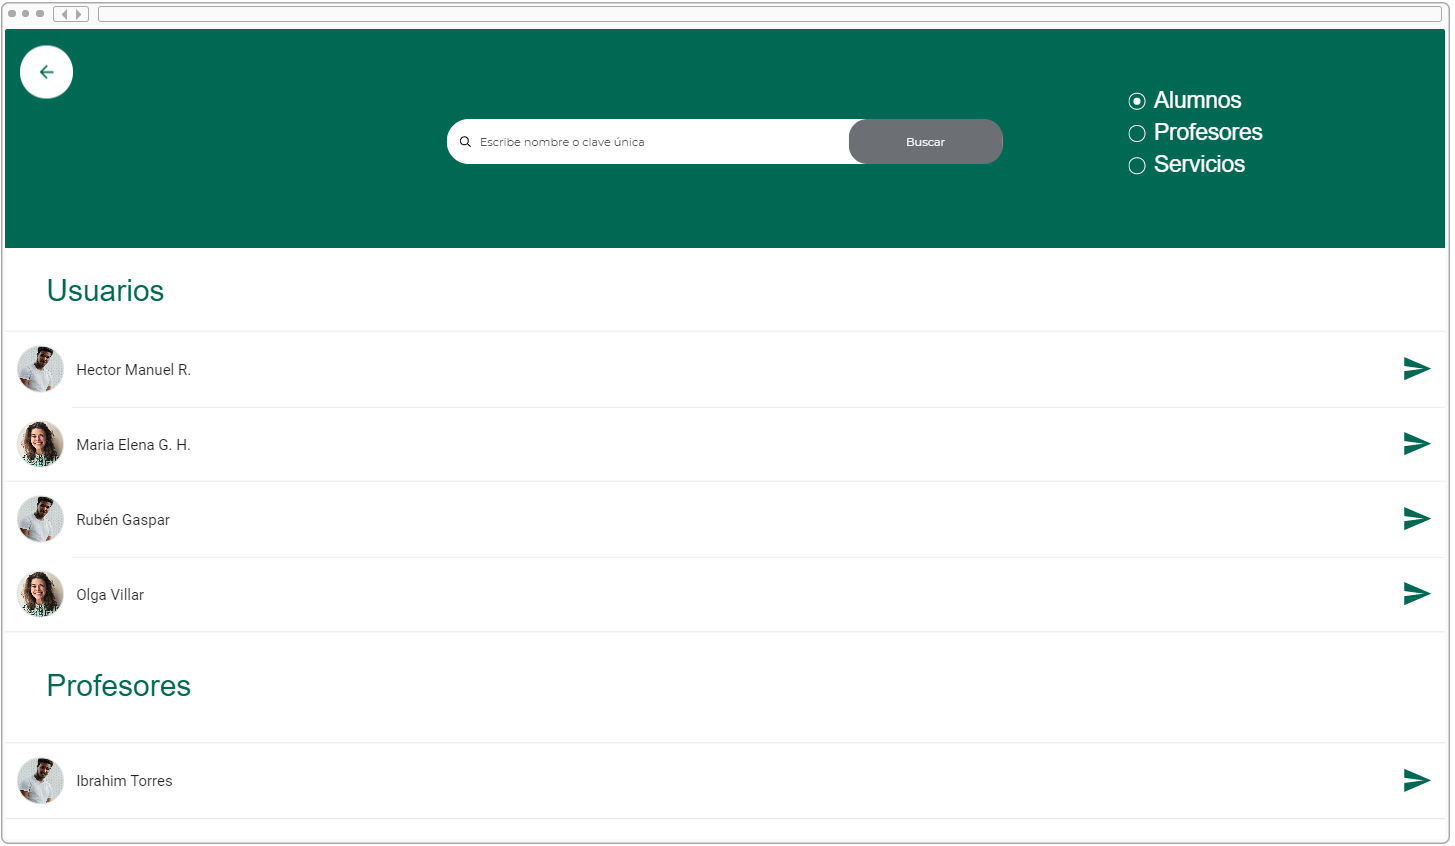 Escribe nombre o clave única
Buscar
Alumnos
Profesores
Servicios
Usuarios
Hector Manuel R.
Maria Elena G. H.
Rubén Gaspar
Olga Villar
Profesores
Ibrahim Torres